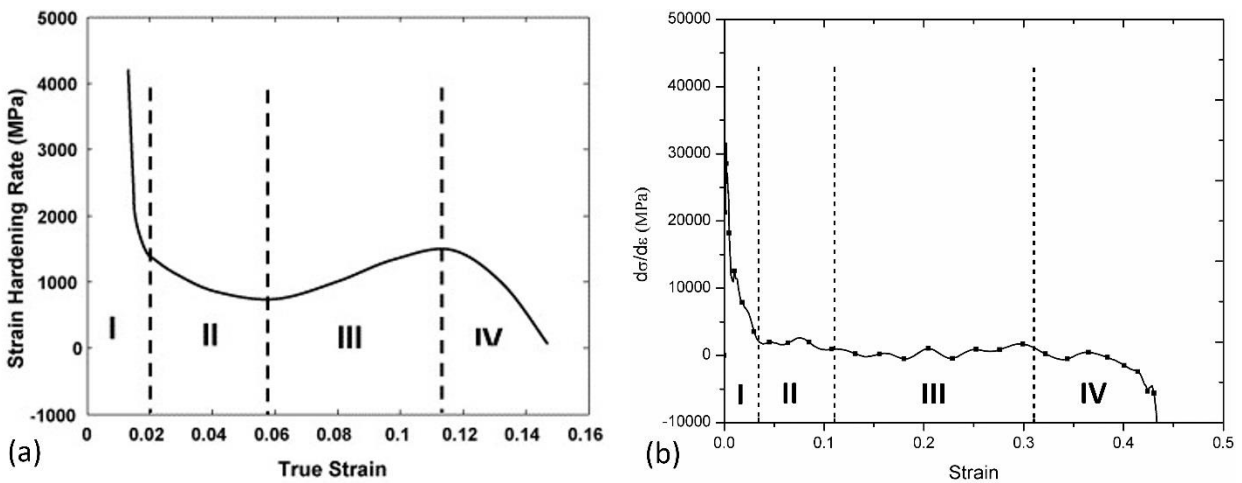 Strain Hardening Rate (MPa)
5000
4000
3000
2000
1000
0
-1000
I
II
III
IV
0
0.02
0.04
0.06
0.08
0.1
0.12
0.14
0.16
True Strain
(a)
dσ/dε (MPa)
50000
40000
30000
20000
10000
0
-10000
I
II
III
IV
0.0
0.1
0.2
0.3
0.4
0.5
Strain
(b)